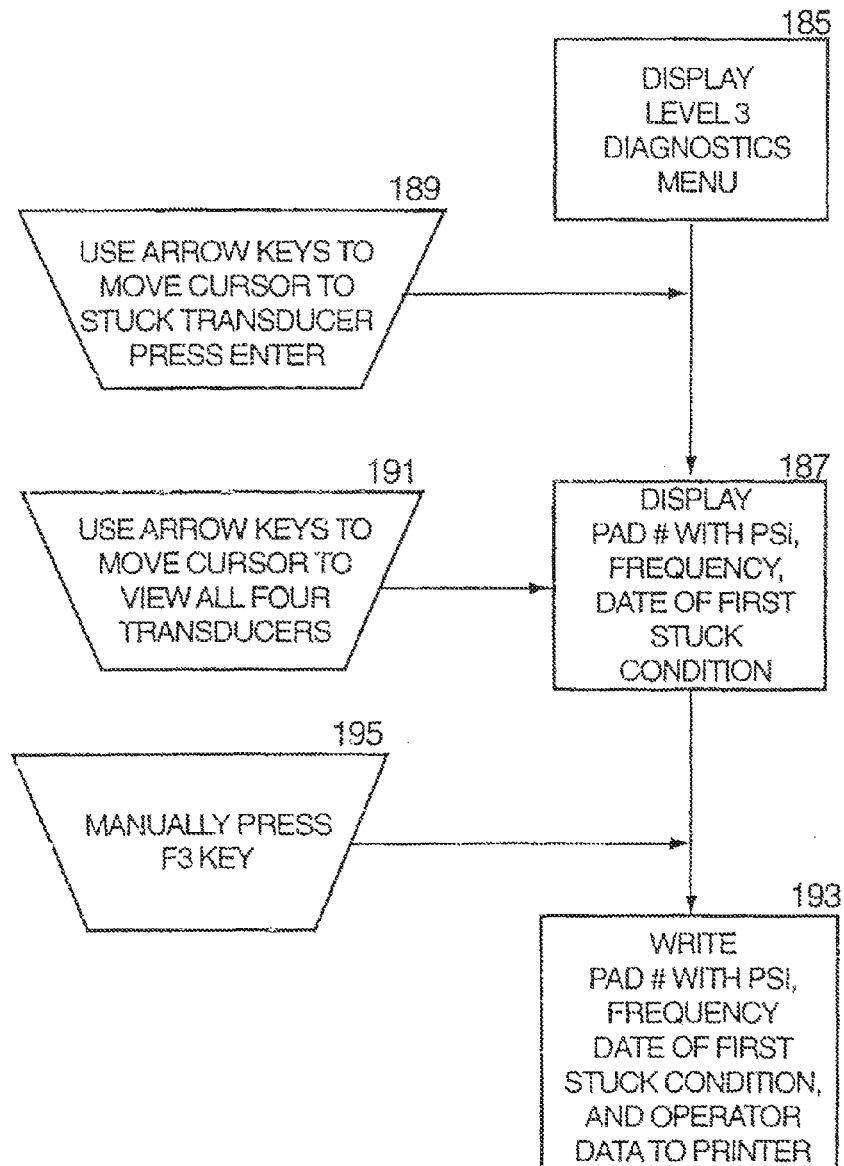 185
DISPLAY
LEVEL 3
DIAGNOSTICS
MENU
189
USE ARROW KEYS TO
MOVE CURSOR TO
STUCK TRANSDUCER
PRESS ENTER
191
USE ARROW KEYS TO
MOVE CURSOR TO
VIEW ALL FOUR
TRANSDUCERS
187
DISPLAY
PAD # WITH PSI,
FREQUENCY,
DATE OF FIRST
STUCK
CONDITION
195
MANUALLY PRESS
F3 KEY
193
WRITE
PAD # WITH PSI,
FREQUENCY
DATE OF FIRST
STUCK CONDITION,
AND OPERATOR
DATA TO PRINTER